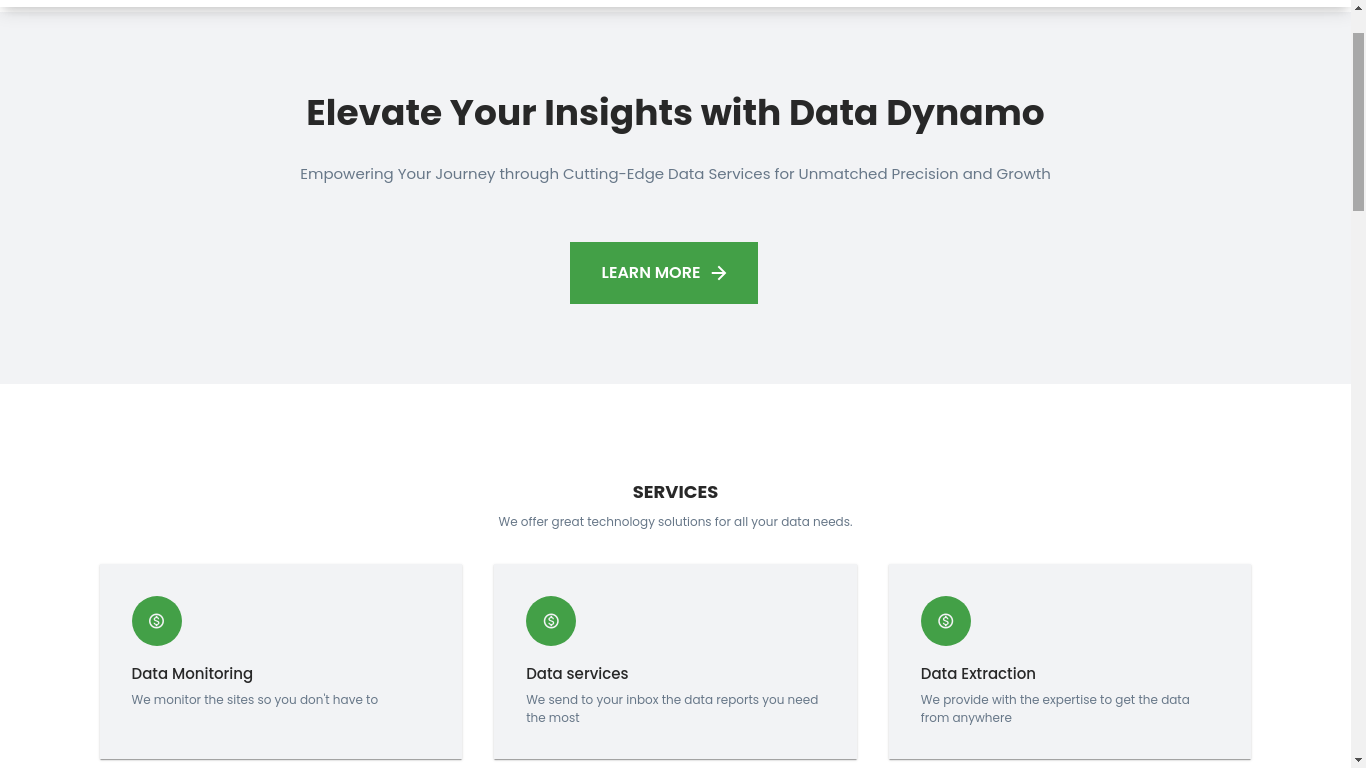 Elevate Your Insights with Data Dynamo
Empowering Your Journey through Cutting-Edge Data Services for Unmatched Precision and Growth
LEARN MORE
SERVICES
We offer great technology solutions for all your data needs.
Data Monitoring
We monitor the sites so you don't have to
Data services
We send to your inbox the data reports you need
the most
Data Extraction
We provide with the expertise to get the data
from anywhere